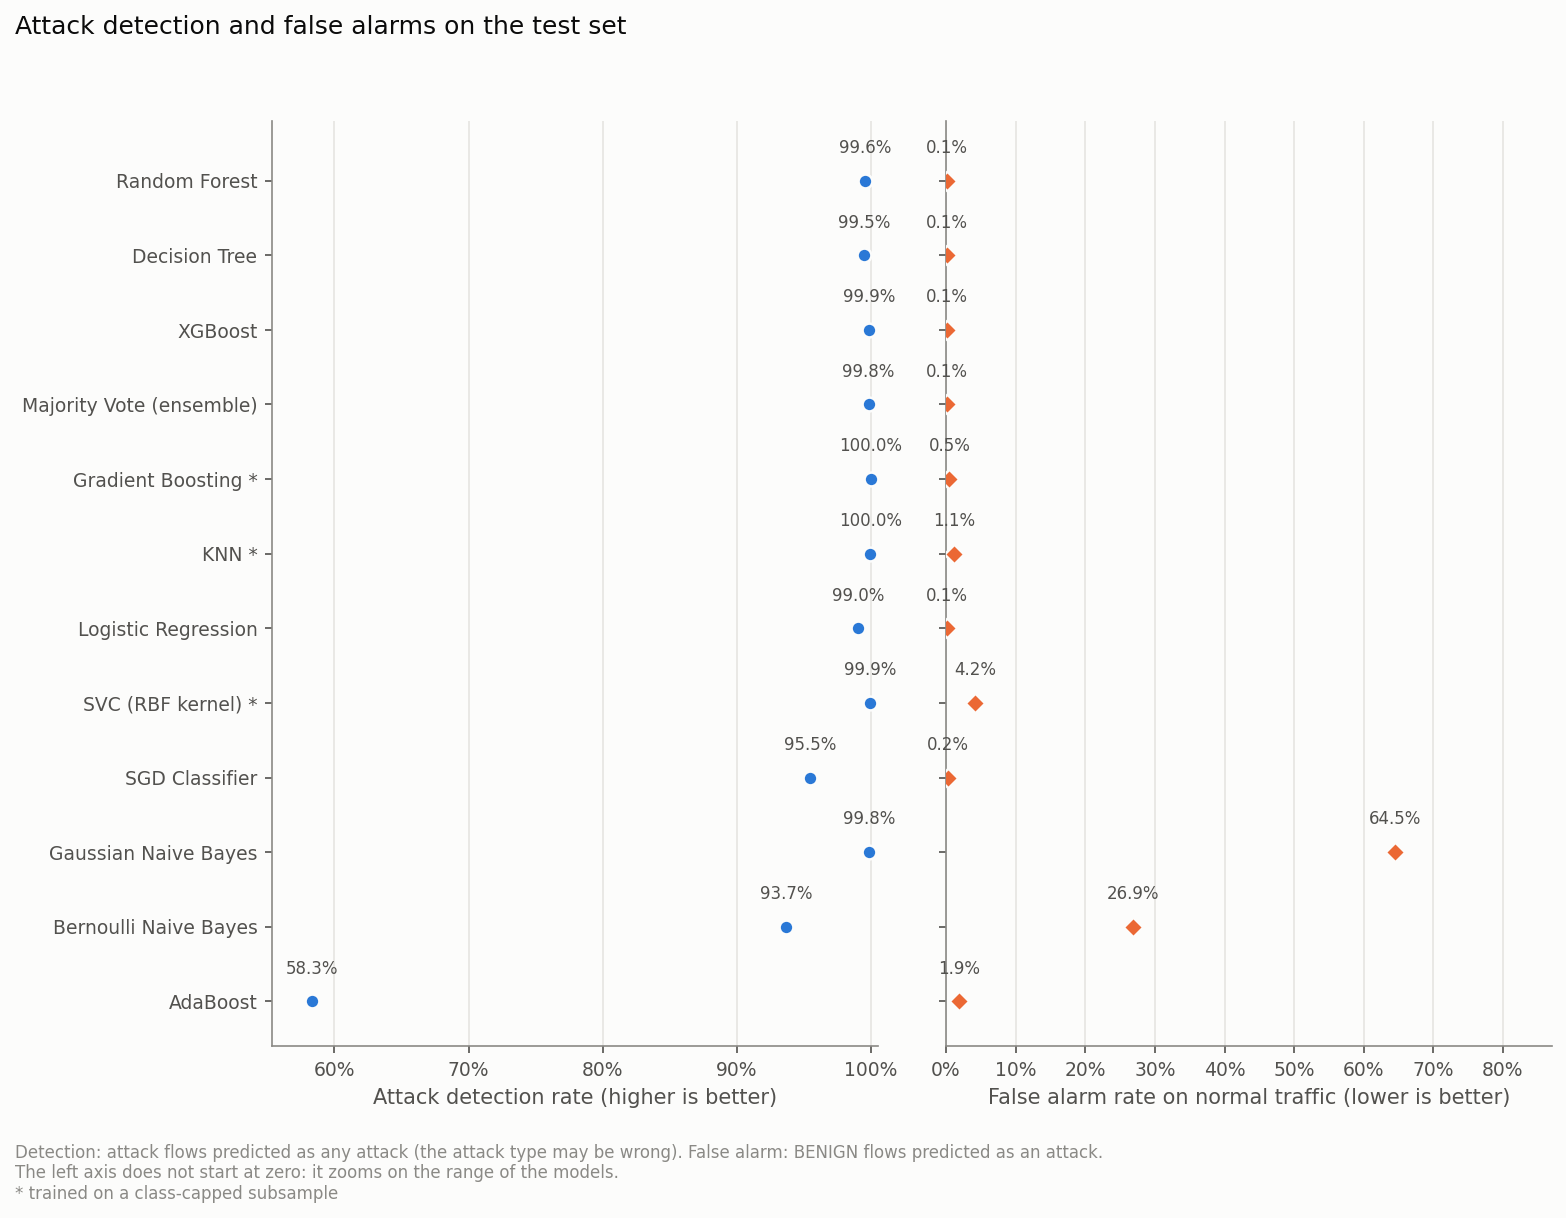 Attack detection and false alarms on the test set
99.6% 0.1%
Random Forest
99.5% 0.1%
Decision Tree
99.9% 0.1%
XGBoost
99.8% 0.1%
Majority Vote (ensemble)
100.0% 0.5%
Gradient Boosting *
100.0% 1.1%
KNN *
99.0% 0.1%
Logistic Regression
99.9% 4.2%
SVC (RBF kernel) *
95.5% 0.2%
SGD Classifier
99.8% 64.5%
Gaussian Naive Bayes
93.7% 26.9%
Bernoulli Naive Bayes
58.3% 1.9%
AdaBoost
60% 70% 80% 90% 100% 0% 10% 20% 30% 40% 50% 60% 70% 80%
Attack detection rate (higher is better) False alarm rate on normal traffic (lower is better)
Detection: attack flows predicted as any attack (the attack type may be wrong). False alarm: BENIGN flows predicted as an attack.
The left axis does not start at zero: it zooms on the range of the models.
* trained on a class-capped subsample